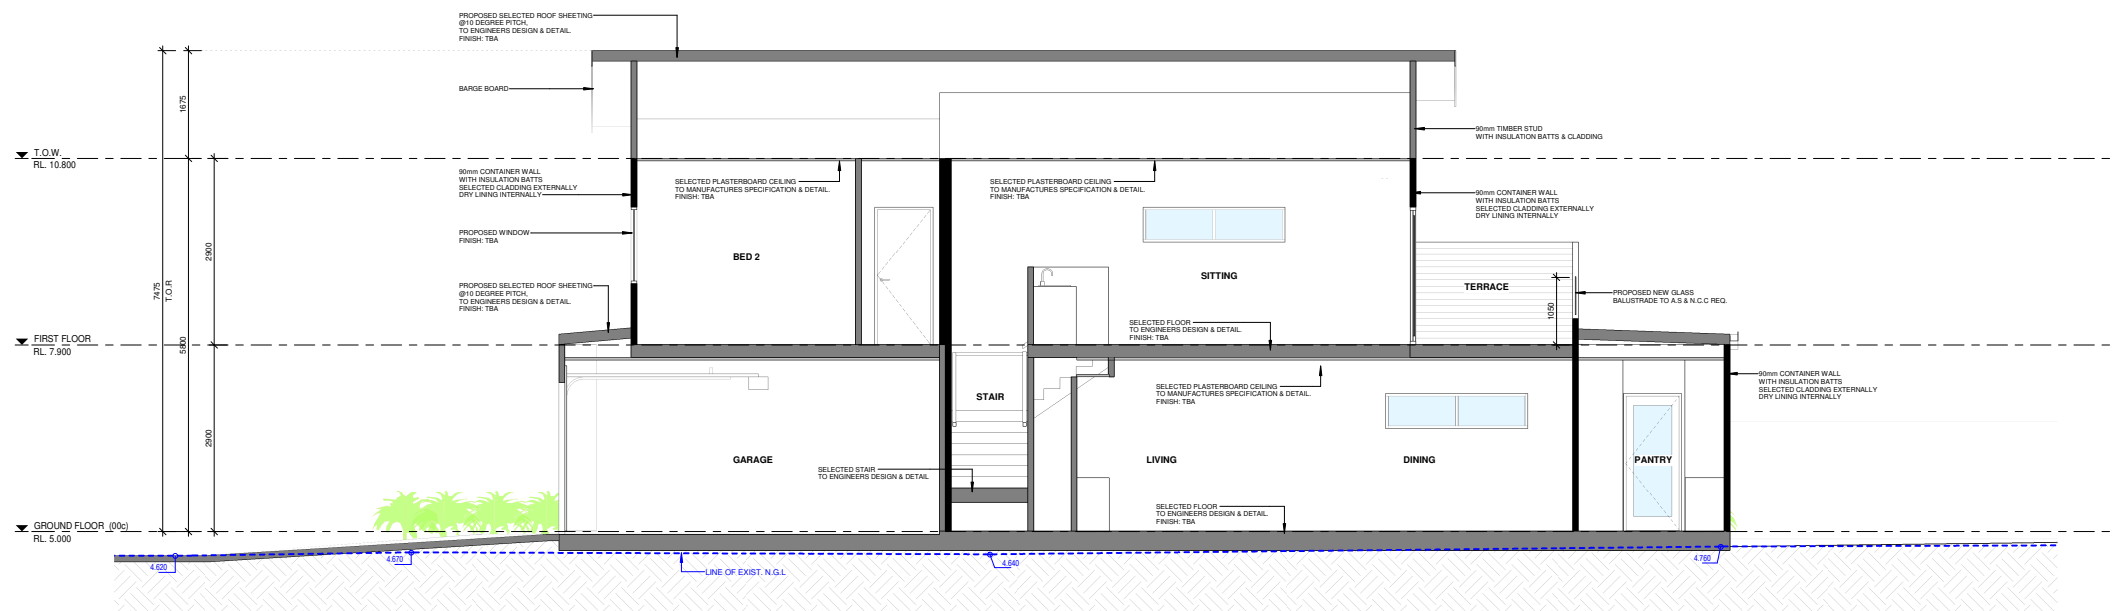 PROPOSED SELECTED ROOF SHEETING
@10 DEGREE PITCH,
TO ENGINEERS DESIGN & DETAIL.
FINISH: TBA
BARGE BOARD
1675
90mm TIMBER STUD
WITH INSULATION BATTS & CLADDING
T.O.W.
RL. 10.800
90mm CONTAINER WALL
WITH INSULATION BATTS
SELECTED CLADDING EXTERNALLY
DRY LINING INTERNALLY
SELECTED PLASTERBOARD CEILING
TO MANUFACTURES SPECIFICATION & DETAIL.
FINISH: TBA
SELECTED PLASTERBOARD CEILING
TO MANUFACTURES SPECIFICATION & DETAIL.
FINISH: TBA
90mm CONTAINER WALL
WITH INSULATION BATTS
SELECTED CLADDING EXTERNALLY
DRY LINING INTERNALLY
PROPOSED WINDOW
FINISH: TBA
2900
BED 2
SITTING
TERRACE
7475
T.O.R
PROPOSED SELECTED ROOF SHEETING
@10 DEGREE PITCH,
TO ENGINEERS DESIGN & DETAIL.
FINISH: TBA
1050
PROPOSED NEW GLASS
BALUSTRADE TO A.S & N.C.C REQ.
SELECTED FLOOR
TO ENGINEERS DESIGN & DETAIL.
FINISH: TBA
FIRST FLOOR
RL. 7.900
5800
SELECTED PLASTERBOARD CEILING
TO MANUFACTURES SPECIFICATION & DETAIL.
FINISH: TBA
90mm CONTAINER WALL
WITH INSULATION BATTS
SELECTED CLADDING EXTERNALLY
DRY LINING INTERNALLY
STAIR
2900
GARAGE
LIVING
DINING
PANTRY
SELECTED STAIR
TO ENGINEERS DESIGN & DETAIL
SELECTED FLOOR
TO ENGINEERS DESIGN & DETAIL.
FINISH: TBA
GROUND FLOOR (00c)
RL. 5.000
4.620
4.670
LINE OF EXIST. N.G.L
4.640
4.760